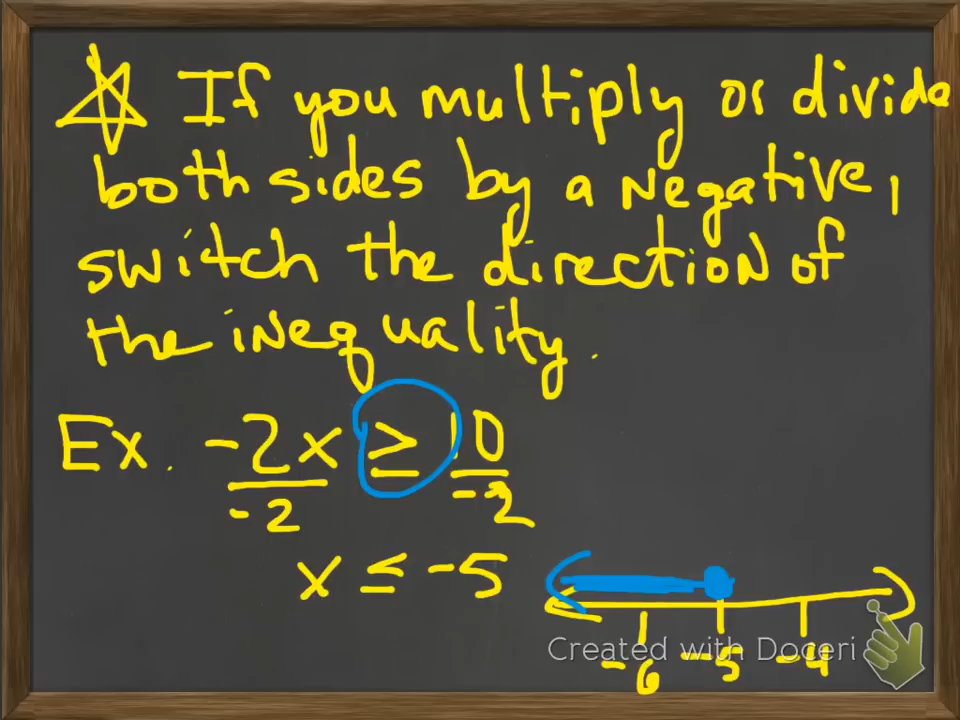 If you multiply or divide
both sides by a negative,
switch the direction of
the inequality.
Ex. -2x ≥ 10
-2 -2
x ≤ -5
Created with Doceri
-6 -5 -4